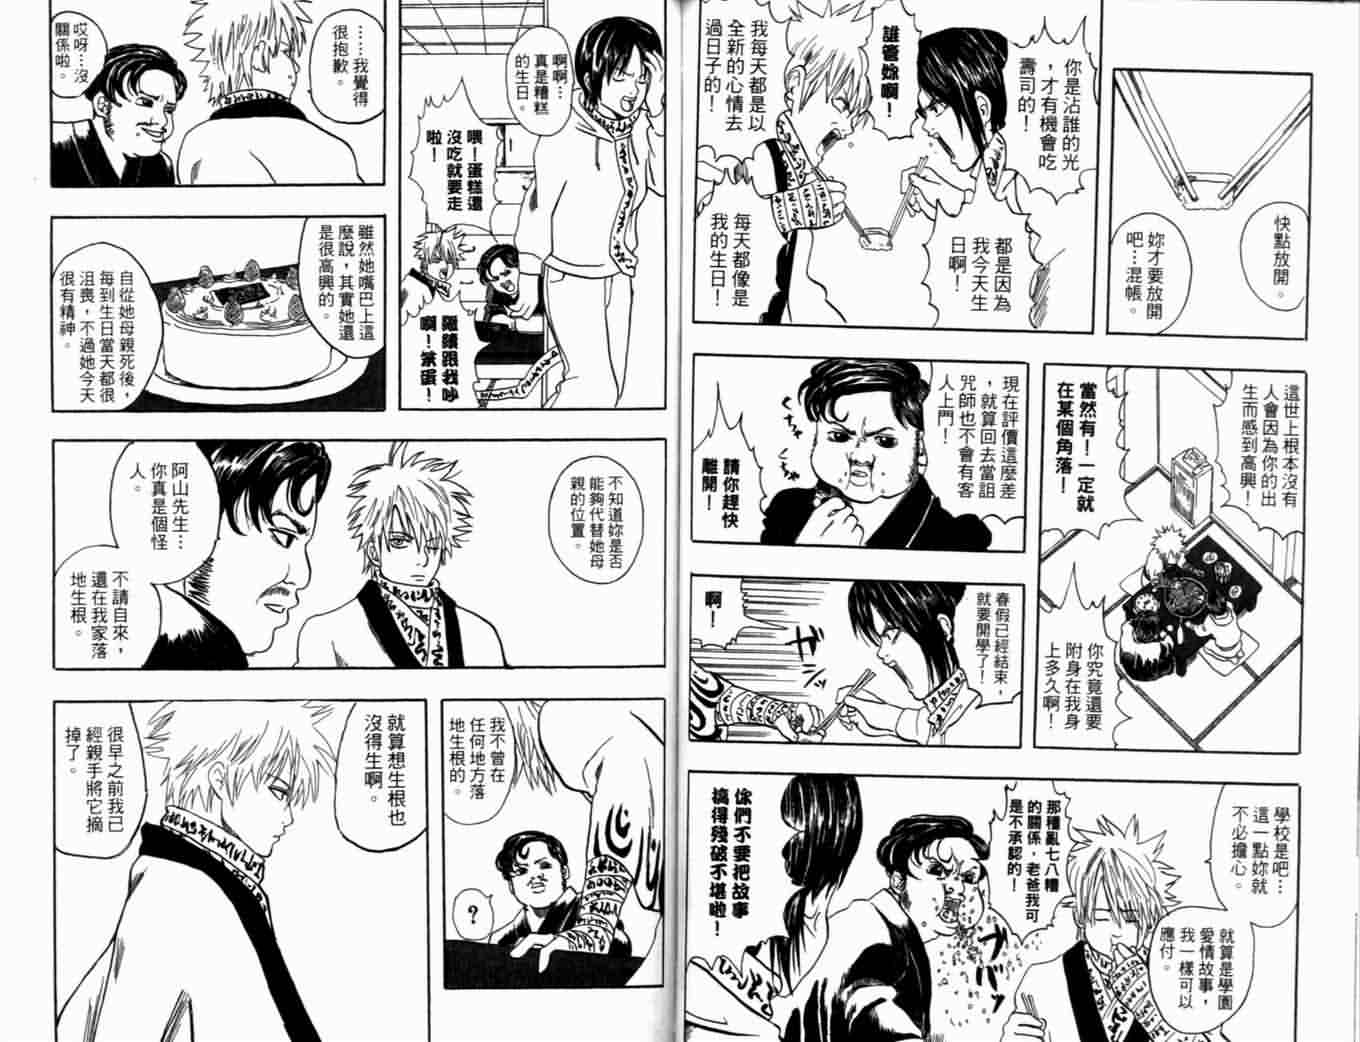 快點放開。
妳才要放開
吧…混帳。
你是沾誰的光
，才有機會吃
壽司的！
誰管妳啊！
我每天都是以
全新的心情去
過日子的！
都是因為
我今天生
日啊！
每天都像是
我的生日！
這世上根本沒有
人會因為你的出
生而感到高興！
當然有！一定就
在某個角落！
你究竟還要
附身在我身
上多久啊！
現在評價這麼差
，就算回去當詛
咒師也不會有客
人上門！
請你趕快
離開！
春假已經結束，
就要開學了！
啊！
學校是吧…
這一點妳就
不必擔心。
就算是學園
愛情故事，
我一樣可以
應付。
那種亂七八糟
的關係，老爸我可
是不承認的！
你們不要把故事
搞得殘破不堪啦！
啊啊…
真是糟糕
的生日。
喂！蛋糕還
沒吃就要走
啦！
繼續跟我吵
啊！笨蛋！
……我覺得
很抱歉。
哎呀…沒
關係啦。
雖然她嘴巴上這
麼說，其實她還
是很高興的。
自從她母親死後，
每到生日當天都很
沮喪，不過她今天
很有精神。
不知道妳是否
能夠代替她母
親的位置。
阿山先生…
你真是個怪
人。
不請自來，
還在我家落
地生根。
我不曾在
任何地方落
地生根的。
？
就算想生根也
沒得生啊。
很早之前我已
經親手將它摘
掉了。